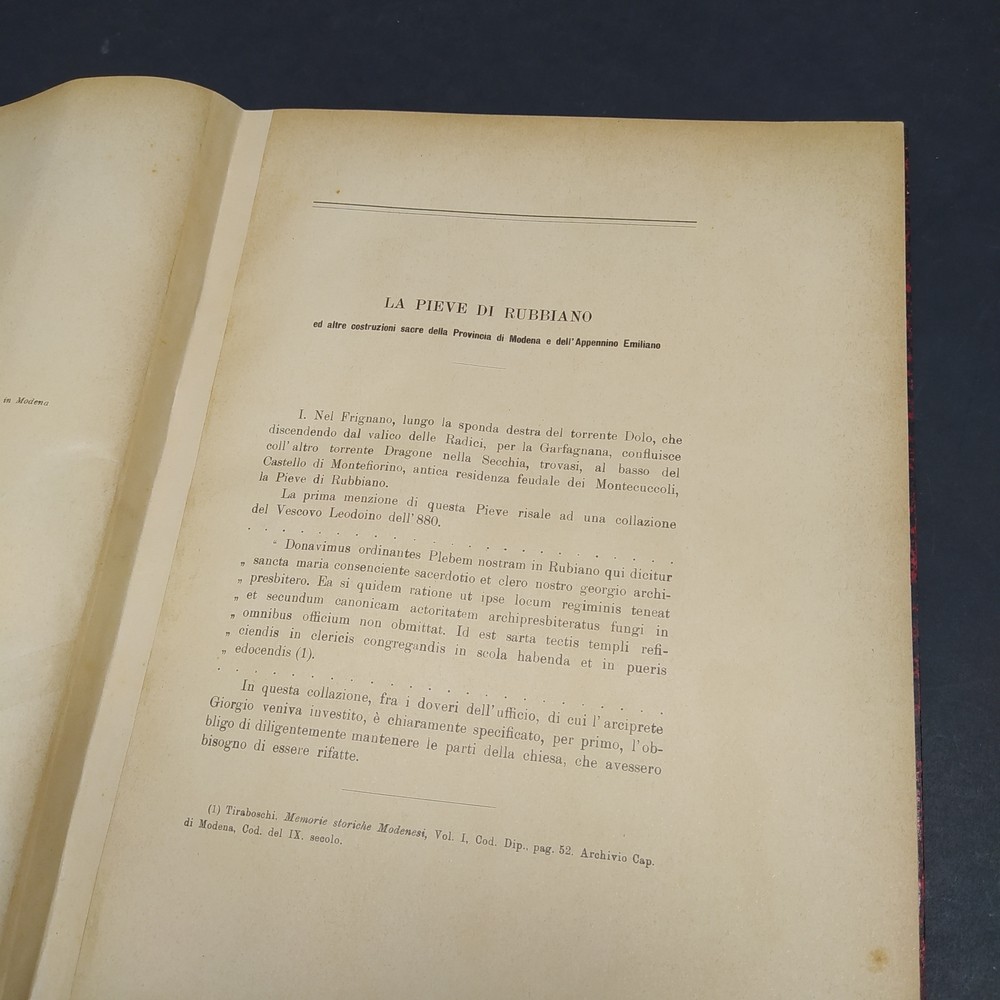 in Modena
LA PIEVE DI RUBBIANO
ed altre costruzioni sacre della Provincia di Modena e dell'Appennino Emiliano
I. Nel Frignano, lungo la sponda destra del torrente Dolo, che
discendendo dal valico delle Radici, per la Garfagnana, confluisce
coll'altro torrente Dragone nella Secchia, trovasi, al basso del
Castello di Montefiorino, antica residenza feudale dei Montecuccoli,
la Pieve di Rubbiano.
La prima menzione di questa Pieve risale ad una collazione
del Vescovo Leodoino dell'880.
. . . . . . . . . . . . . . . . .
" Donavimus ordinantes Plebem nostram in Rubiano qui dicitur
„ sancta maria consenciente sacerdotio et clero nostro georgio archi-
„ presbitero. Ea si quidem ratione ut ipse locum regiminis teneat
„ et secundum canonicam actoritatem archipresbiteratus fungi in
„ omnibus officium non obmittat. Id est sarta tectis templi refi-
„ ciendis in clericis congregandis in scola habenda et in pueris
„ edocendis (1).
. . . . . . . . . . . . . . . . .
In questa collazione, fra i doveri dell'ufficio, di cui l'arciprete
Giorgio veniva investito, è chiaramente specificato, per primo, l'ob-
bligo di diligentemente mantenere le parti della chiesa, che avessero
bisogno di essere rifatte.
(1) Tiraboschi. Memorie storiche Modenesi, Vol. I, Cod. Dip., pag. 52. Archivio Cap.
di Modena, Cod. del IX. secolo.